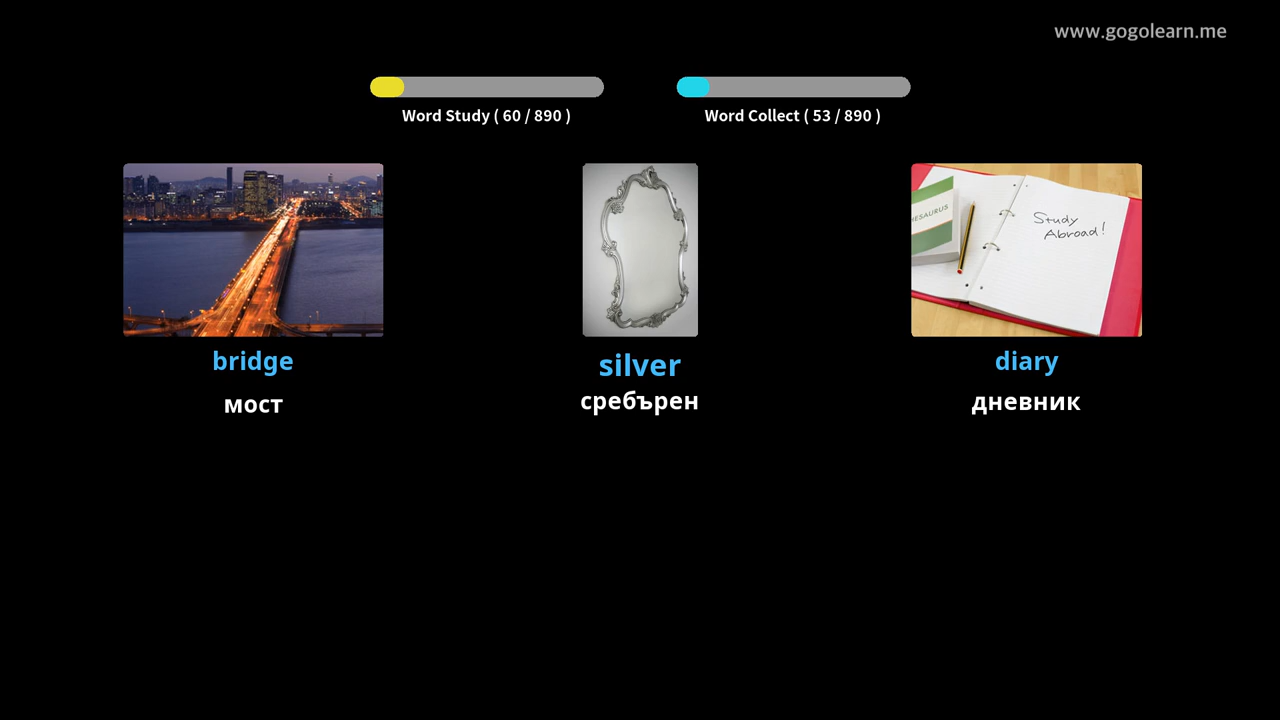 www.gogolearn.me
Word Study ( 60 / 890 )
Word Collect ( 53 / 890 )
HESAURUS
Study
Abroad!
bridge
silver
diary
мост
сребърен
дневник